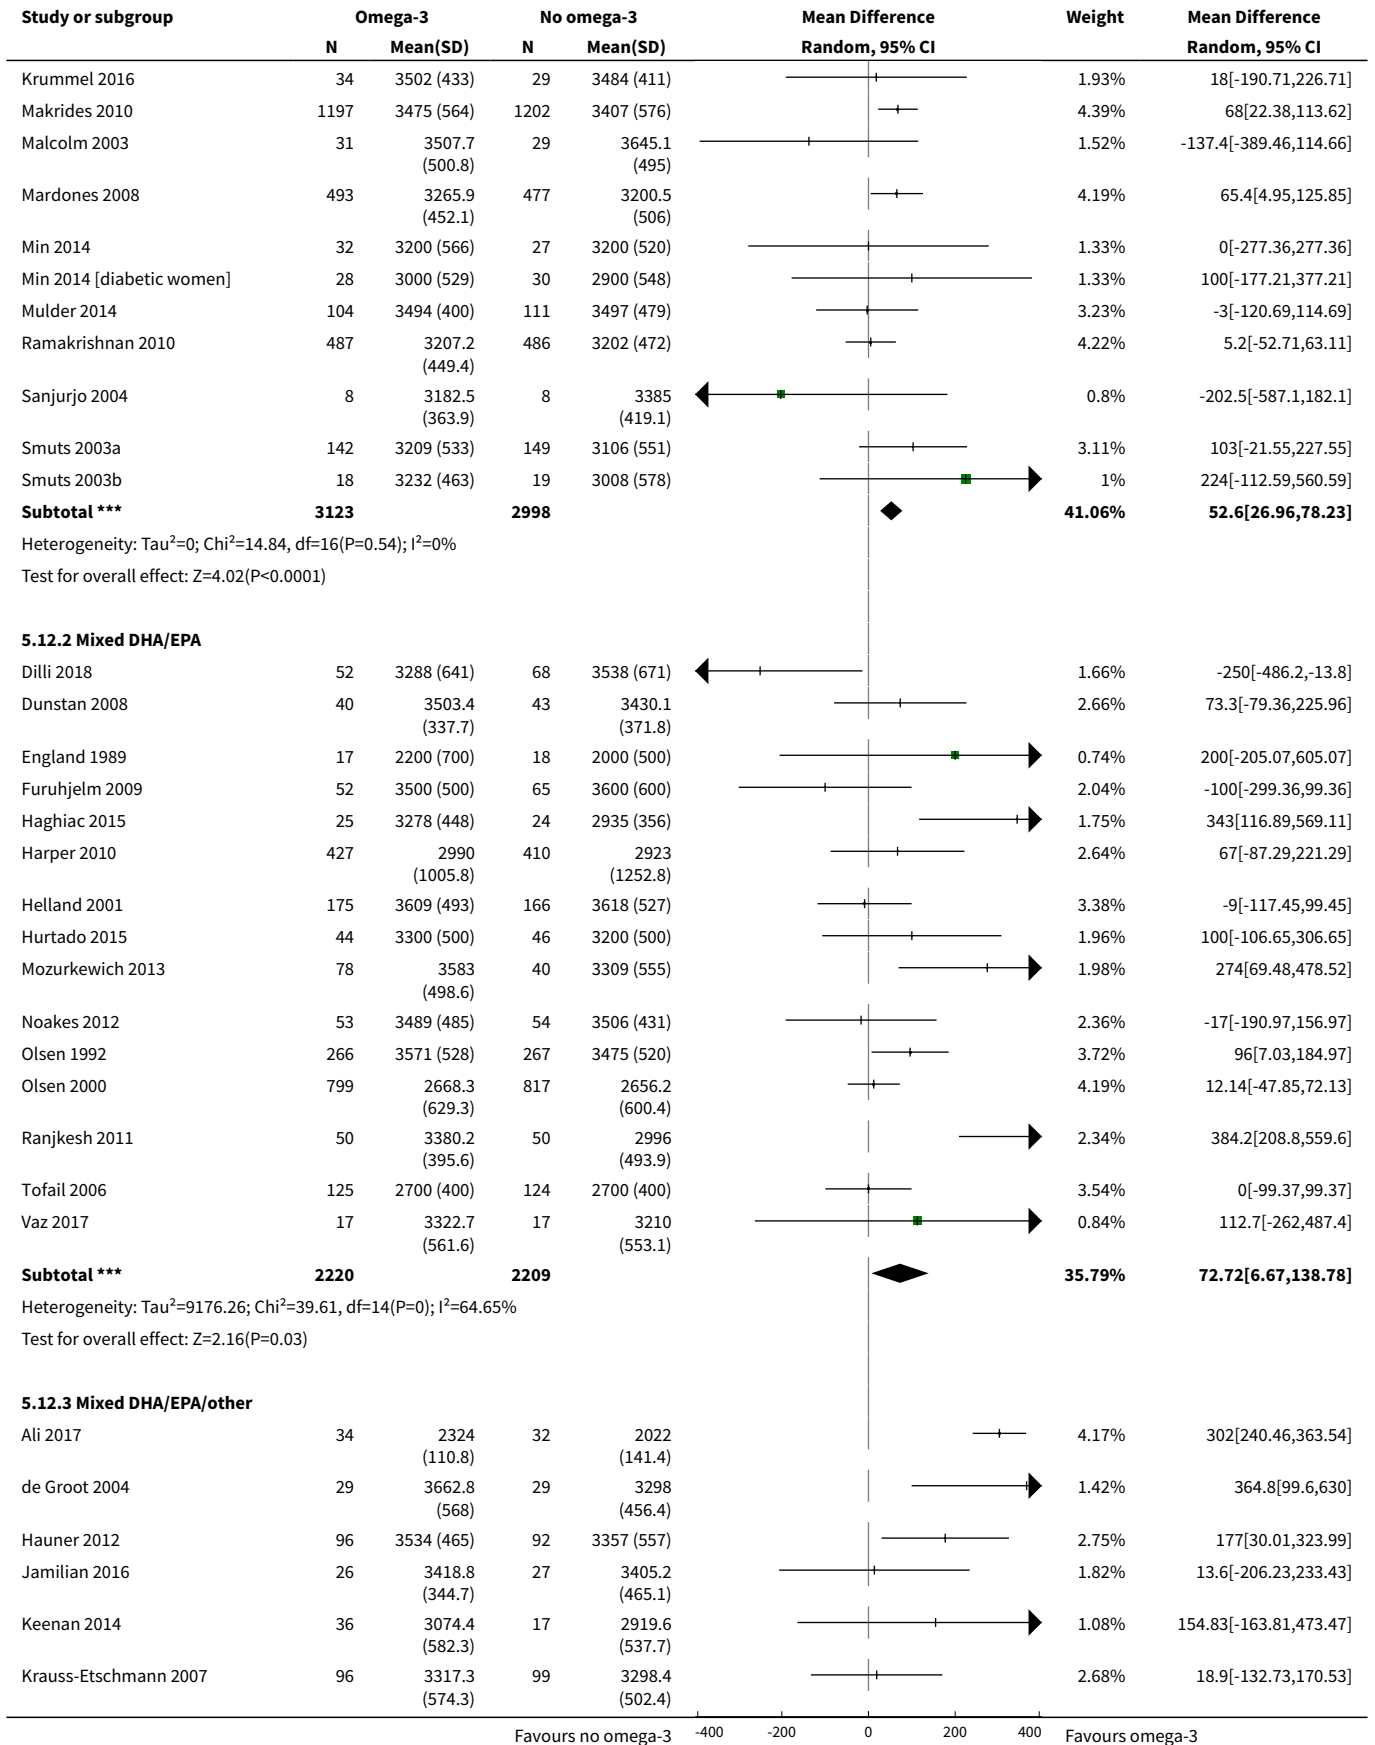 Study or subgroup Omega-3 No omega-3 Mean Difference Weight Mean Difference
N Mean(SD) N Mean(SD) Random, 95% CI Random, 95% CI
Krummel 2016 34 3502 (433) 29 3484 (411) 1.93% 18[-190.71,226.71]
Makrides 2010 1197 3475 (564) 1202 3407 (576) 4.39% 68[22.38,113.62]
Malcolm 2003 31 3507.7 29 3645.1 1.52% -137.4[-389.46,114.66]
(500.8) (495)
Mardones 2008 493 3265.9 477 3200.5 4.19% 65.4[4.95,125.85]
(452.1) (506)
Min 2014 32 3200 (566) 27 3200 (520) 1.33% 0[-277.36,277.36]
Min 2014 [diabetic women] 28 3000 (529) 30 2900 (548) 1.33% 100[-177.21,377.21]
Mulder 2014 104 3494 (400) 111 3497 (479) 3.23% -3[-120.69,114.69]
Ramakrishnan 2010 487 3207.2 486 3202 (472) 4.22% 5.2[-52.71,63.11]
(449.4)
Sanjurjo 2004 8 3182.5 8 3385 0.8% -202.5[-587.1,182.1]
(363.9) (419.1)
Smuts 2003a 142 3209 (533) 149 3106 (551) 3.11% 103[-21.55,227.55]
Smuts 2003b 18 3232 (463) 19 3008 (578) 1% 224[-112.59,560.59]
Subtotal *** 3123 2998 41.06% 52.6[26.96,78.23]
Heterogeneity: Tau²=0; Chi²=14.84, df=16(P=0.54); I²=0%
Test for overall effect: Z=4.02(P<0.0001)
5.12.2 Mixed DHA/EPA
Dilli 2018 52 3288 (641) 68 3538 (671) 1.66% -250[-486.2,-13.8]
Dunstan 2008 40 3503.4 43 3430.1 2.66% 73.3[-79.36,225.96]
(337.7) (371.8)
England 1989 17 2200 (700) 18 2000 (500) 0.74% 200[-205.07,605.07]
Furuhjelm 2009 52 3500 (500) 65 3600 (600) 2.04% -100[-299.36,99.36]
Haghiac 2015 25 3278 (448) 24 2935 (356) 1.75% 343[116.89,569.11]
Harper 2010 427 2990 410 2923 2.64% 67[-87.29,221.29]
(1005.8) (1252.8)
Helland 2001 175 3609 (493) 166 3618 (527) 3.38% -9[-117.45,99.45]
Hurtado 2015 44 3300 (500) 46 3200 (500) 1.96% 100[-106.65,306.65]
Mozurkewich 2013 78 3583 40 3309 (555) 1.98% 274[69.48,478.52]
(498.6)
Noakes 2012 53 3489 (485) 54 3506 (431) 2.36% -17[-190.97,156.97]
Olsen 1992 266 3571 (528) 267 3475 (520) 3.72% 96[7.03,184.97]
Olsen 2000 799 2668.3 817 2656.2 4.19% 12.14[-47.85,72.13]
(629.3) (600.4)
Ranjkesh 2011 50 3380.2 50 2996 2.34% 384.2[208.8,559.6]
(395.6) (493.9)
Tofail 2006 125 2700 (400) 124 2700 (400) 3.54% 0[-99.37,99.37]
Vaz 2017 17 3322.7 17 3210 0.84% 112.7[-262,487.4]
(561.6) (553.1)
Subtotal *** 2220 2209 35.79% 72.72[6.67,138.78]
Heterogeneity: Tau²=9176.26; Chi²=39.61, df=14(P=0); I²=64.65%
Test for overall effect: Z=2.16(P=0.03)
5.12.3 Mixed DHA/EPA/other
Ali 2017 34 2324 32 2022 4.17% 302[240.46,363.54]
(110.8) (141.4)
de Groot 2004 29 3662.8 29 3298 1.42% 364.8[99.6,630]
(568) (456.4)
Hauner 2012 96 3534 (465) 92 3357 (557) 2.75% 177[30.01,323.99]
Jamilian 2016 26 3418.8 27 3405.2 1.82% 13.6[-206.23,233.43]
(344.7) (465.1)
Keenan 2014 36 3074.4 17 2919.6 1.08% 154.83[-163.81,473.47]
(582.3) (537.7)
Krauss-Etschmann 2007 96 3317.3 99 3298.4 2.68% 18.9[-132.73,170.53]
(574.3) (502.4)
Favours no omega-3 -400 -200 0 200 400 Favours omega-3